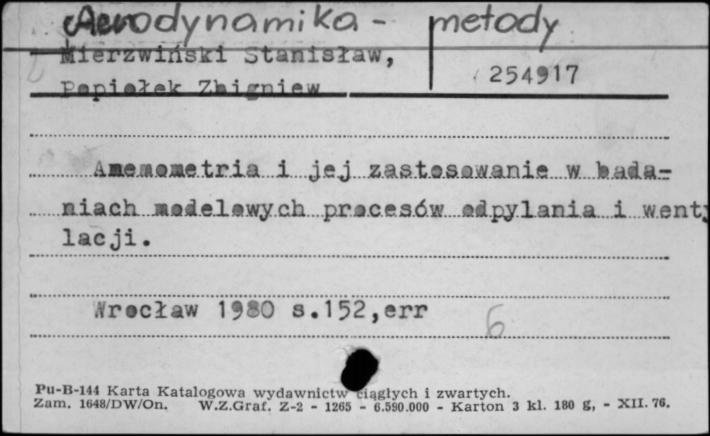 Aerodynamika - metody
Mierzwiński Stanisław,
254917
Popiołek Zbigniew
Anemometria i jej zastosowanie w bada-
niach modelowych procesów odpylania i wenty
lacji.
Wrocław 1980 s.152,err
6
Pu-B-144 Karta Katalogowa wydawnictw ciągłych i zwartych.
Zam. 1648/DW/On. W.Z.Graf. Z-2 - 1265 - 6.590.000 - Karton 3 kl. 180 g, - XII. 76.